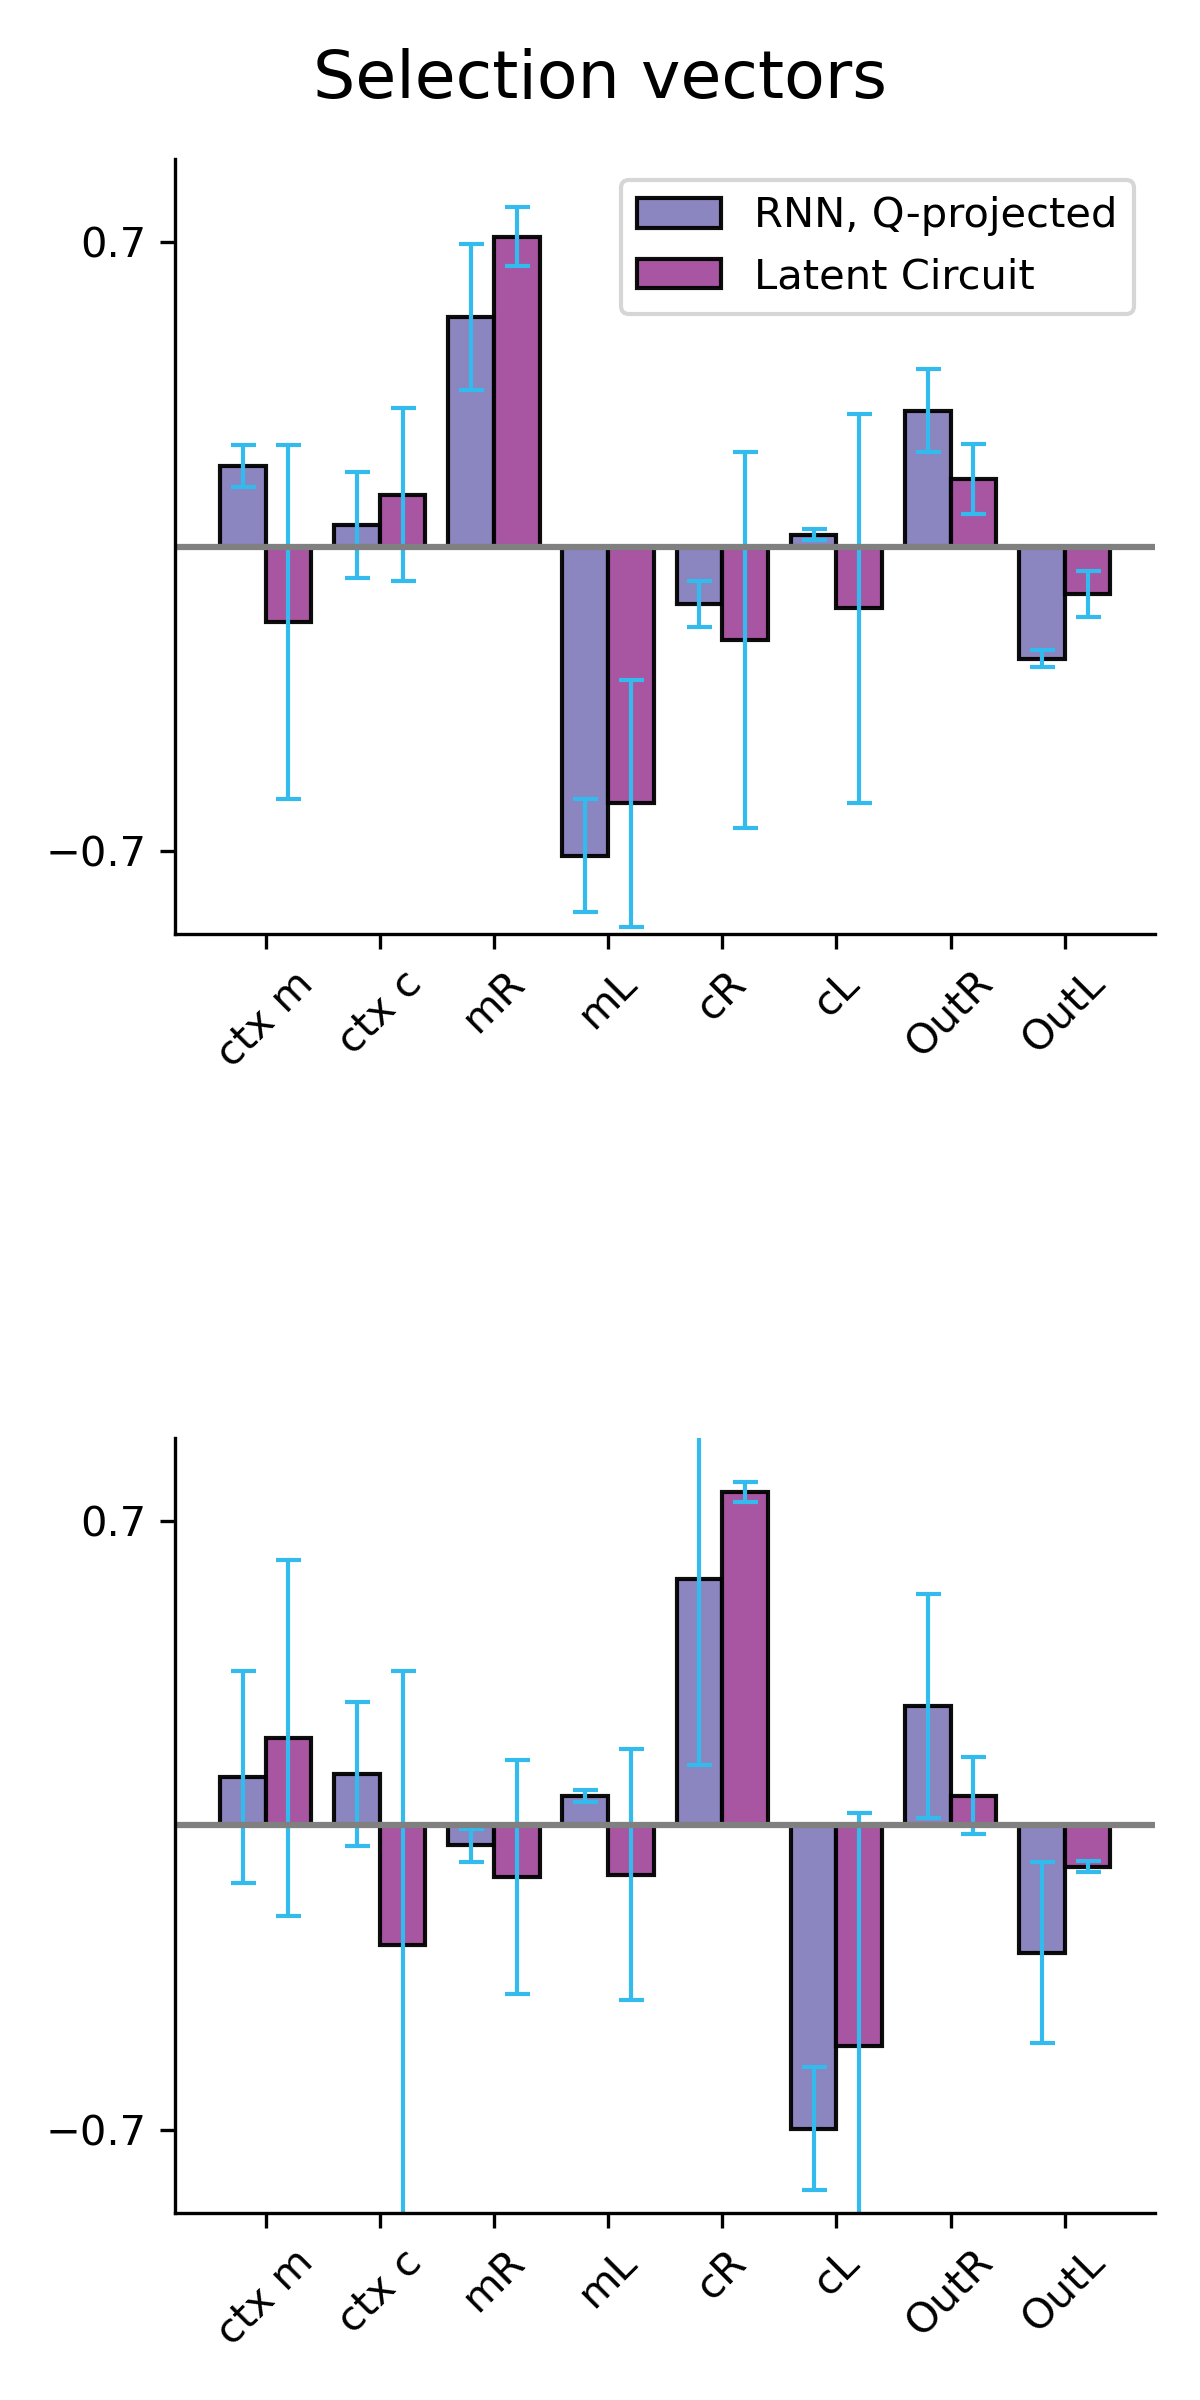 Selection vectors
RNN, Q-projected
Latent Circuit
0.7
−0.7
ctx m
ctx c
mR
mL
cR
cL
OutR
OutL
0.7
−0.7
ctx m
ctx c
mR
mL
cR
cL
OutR
OutL